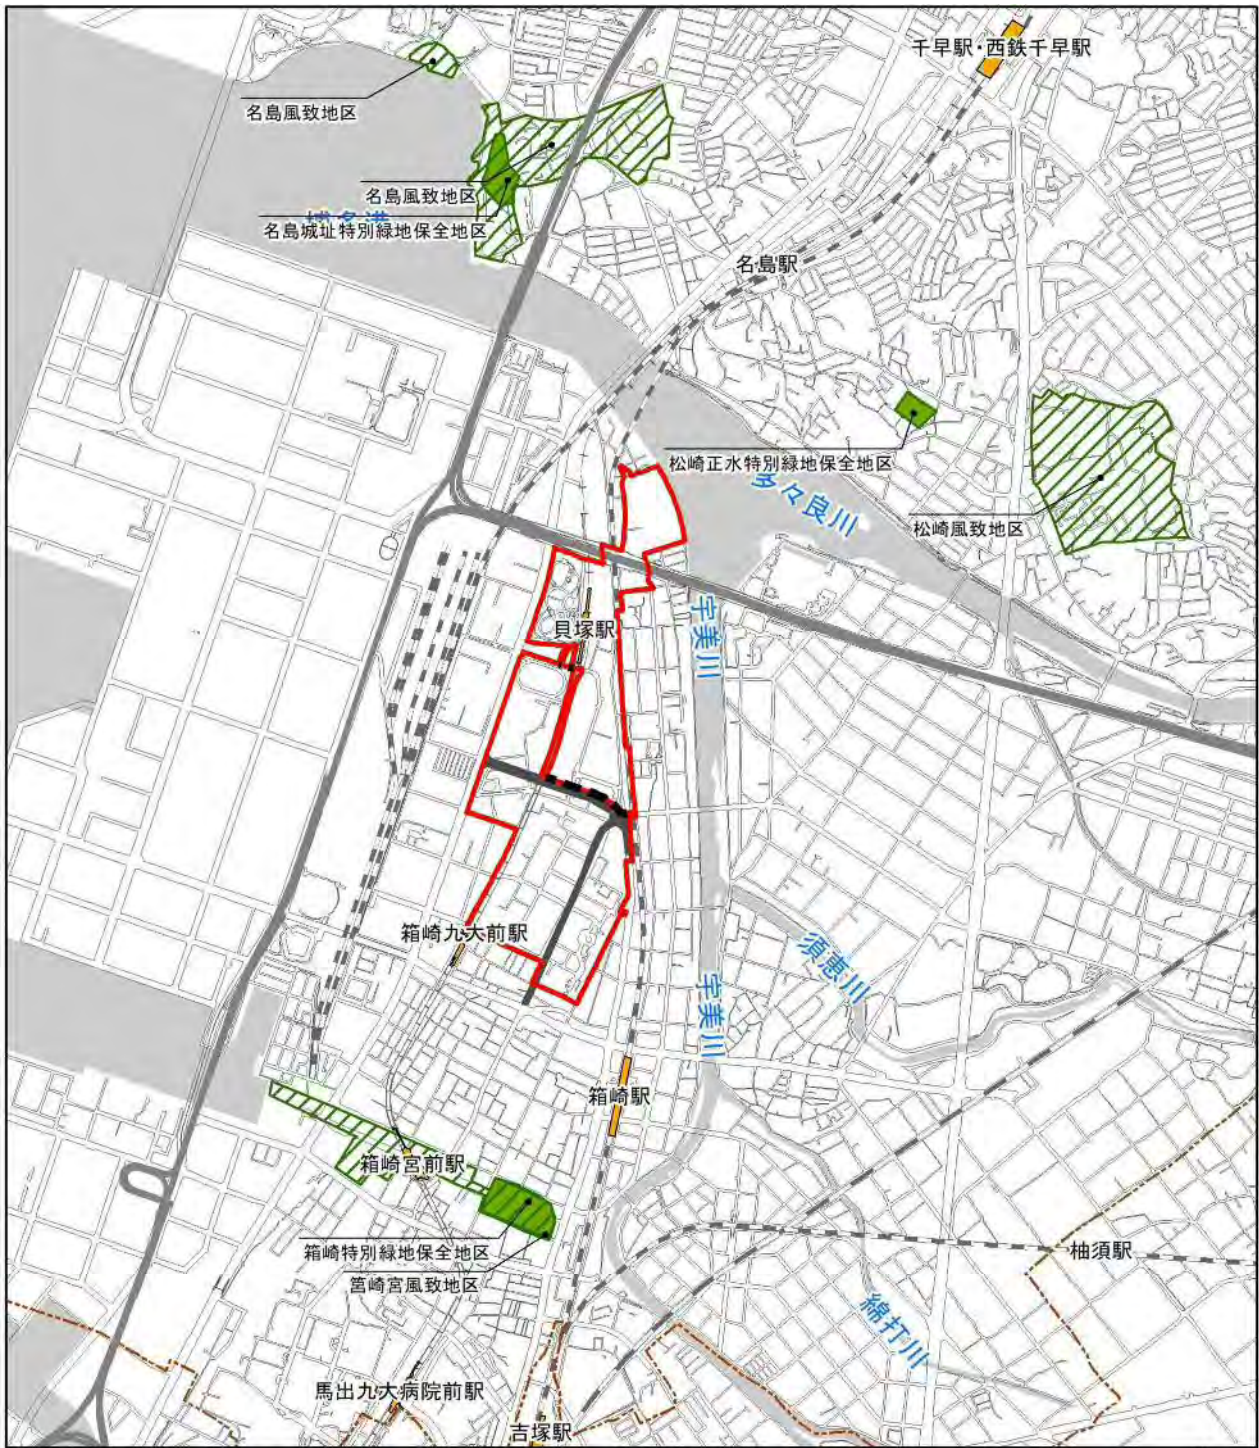 千早駅・西鉄千早駅
名島風致地区
名島風致地区
名島城址特別緑地保全地区
名島駅
松崎正水特別緑地保全地区
多々良川
松崎風致地区
宇美川
貝塚駅
箱崎九大前駅
須恵川
宇美川
箱崎駅
箱崎宮前駅
箱崎特別緑地保全地区
筥崎宮風致地区
柚須駅
綿打川
馬出九大病院前駅
吉塚駅